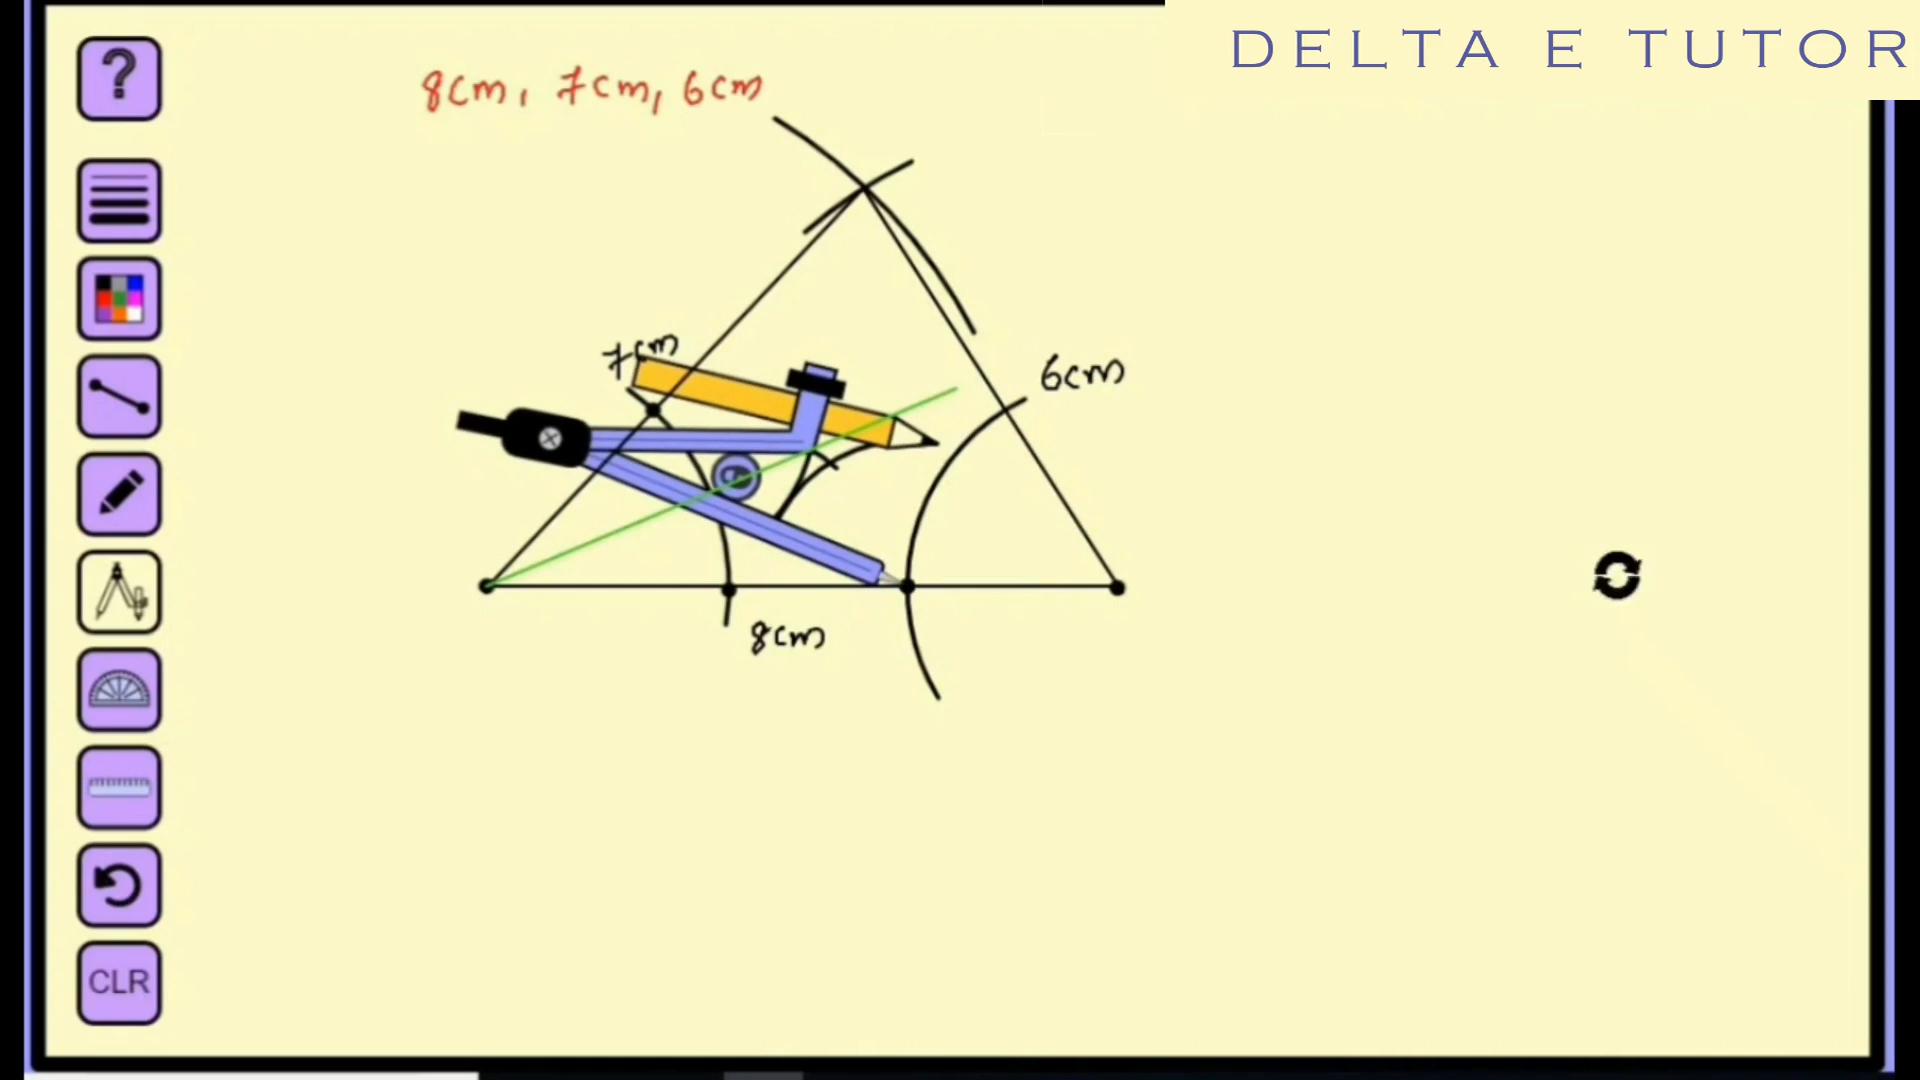 DELTA E TUTOR
?
8cm, 7cm, 6cm
7cm
6cm
8cm
CLR